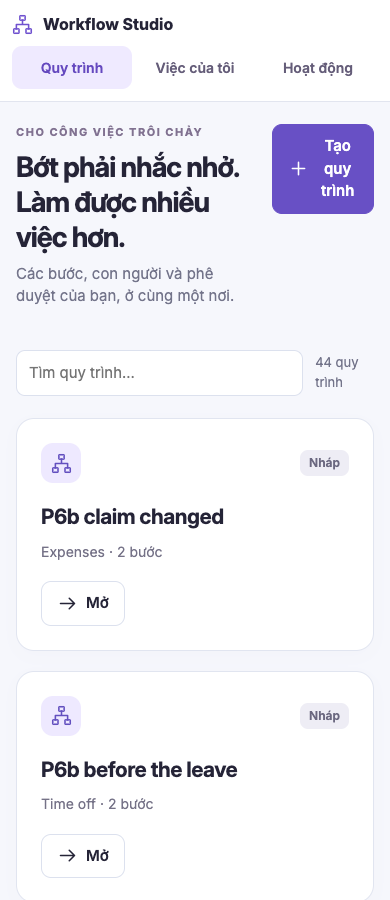 Workflow Studio
Quy trình
Việc của tôi
Hoạt động
CHO CÔNG VIỆC TRÔI CHẢY
Bớt phải nhắc nhở.
Làm được nhiều
việc hơn.
Các bước, con người và phê
duyệt của bạn, ở cùng một nơi.
Tạo
quy
trình
Tìm quy trình...
44 quy
trình
Nháp
P6b claim changed
Expenses · 2 bước
Mở
Nháp
P6b before the leave
Time off · 2 bước
Mở